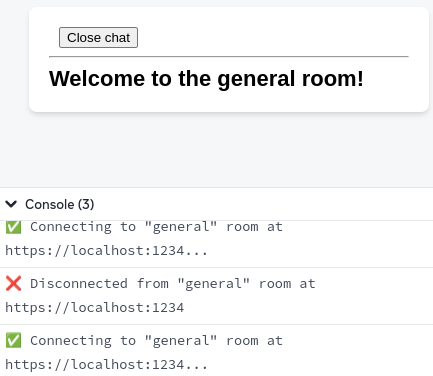 Close chat
Welcome to the general room!
Console (3)
✅ Connecting to "general" room at
https://localhost:1234...
❌ Disconnected from "general" room at
https://localhost:1234
✅ Connecting to "general" room at
https://localhost:1234...